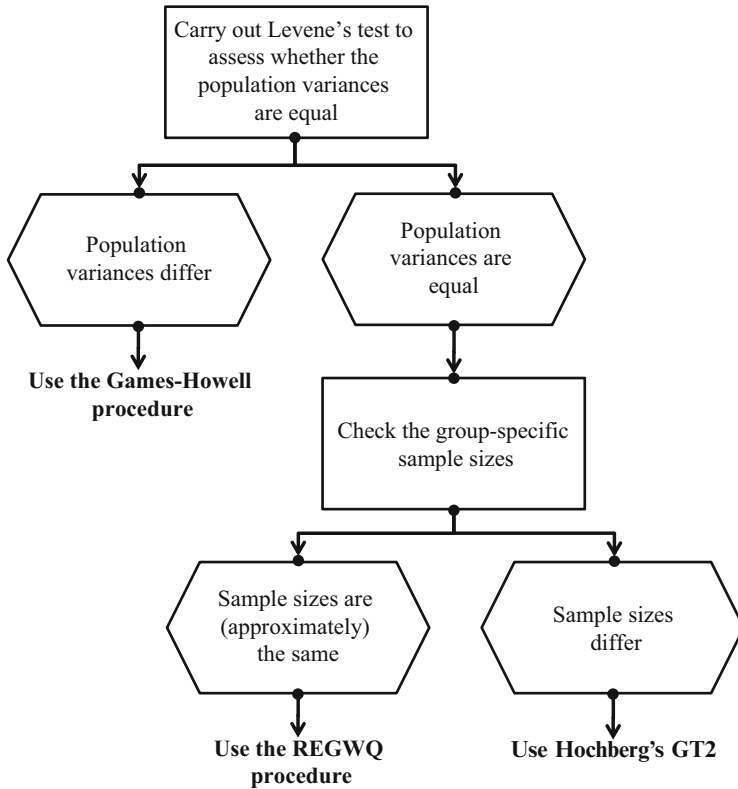 Carry out Levene's test to
assess whether the
population variances
are equal
Population
variances differ
Population
variances are
equal
Use the Games-Howell
procedure
Check the group-specific
sample sizes
Sample sizes are
(approximately)
the same
Sample sizes
differ
Use the REGWQ
procedure
Use Hochberg's GT2